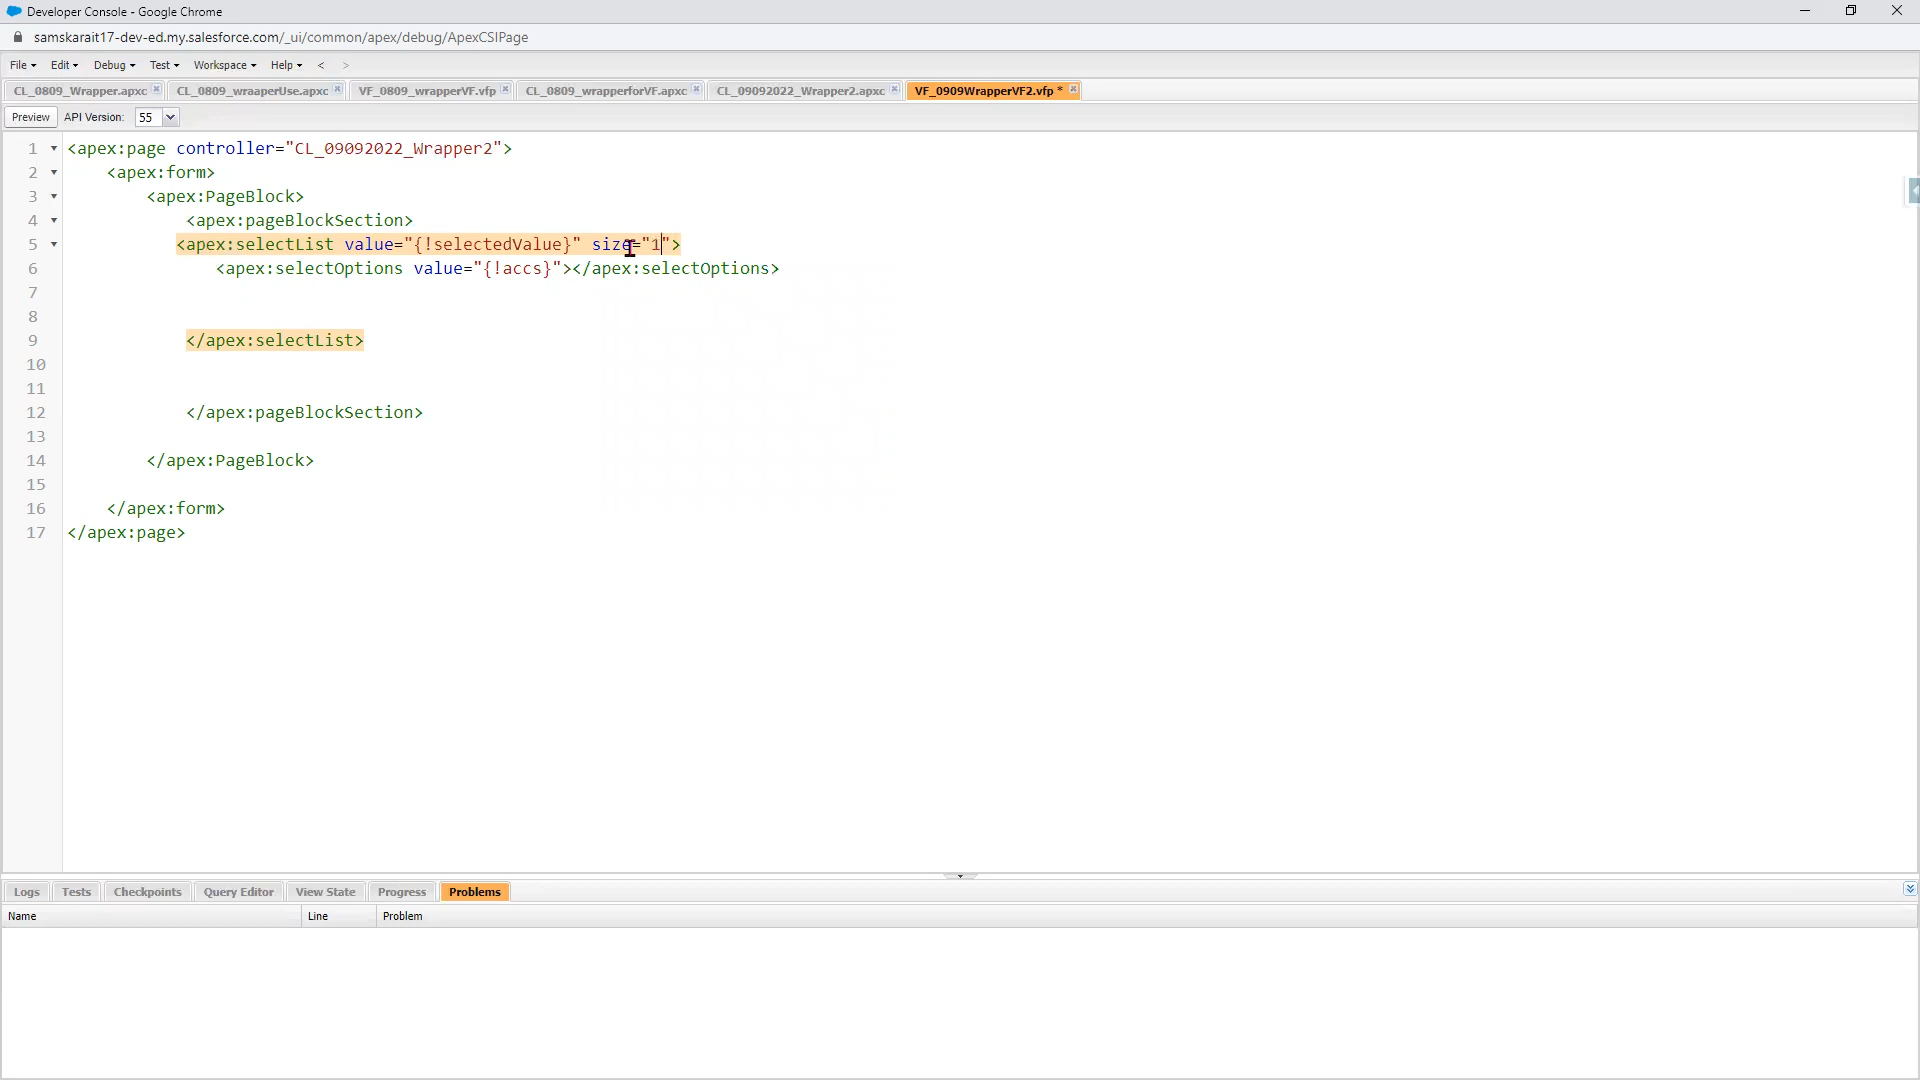 Developer Console - Google Chrome
samskarait17-dev-ed.my.salesforce.com/_ui/common/apex/debug/ApexCSIPage
File Edit Debug Test Workspace Help < >
CL_0809_Wrapper.apxc CL_0809_wraaperUse.apxc VF_0809_wrapperVF.vfp CL_0809_wrapperforVF.apxc CL_09092022_Wrapper2.apxc VF_0909WrapperVF2.vfp *
Preview API Version: 55
1 <apex:page controller="CL_09092022_Wrapper2">
2 <apex:form>
3 <apex:PageBlock>
4 <apex:pageBlockSection>
5 <apex:selectList value="{!selectedValue}" size="1">
6 <apex:selectOptions value="{!accs}"></apex:selectOptions>
7
8
9 </apex:selectList>
10
11
12 </apex:pageBlockSection>
13
14 </apex:PageBlock>
15
16 </apex:form>
17 </apex:page>
Logs Tests Checkpoints Query Editor View State Progress Problems
Name Line Problem